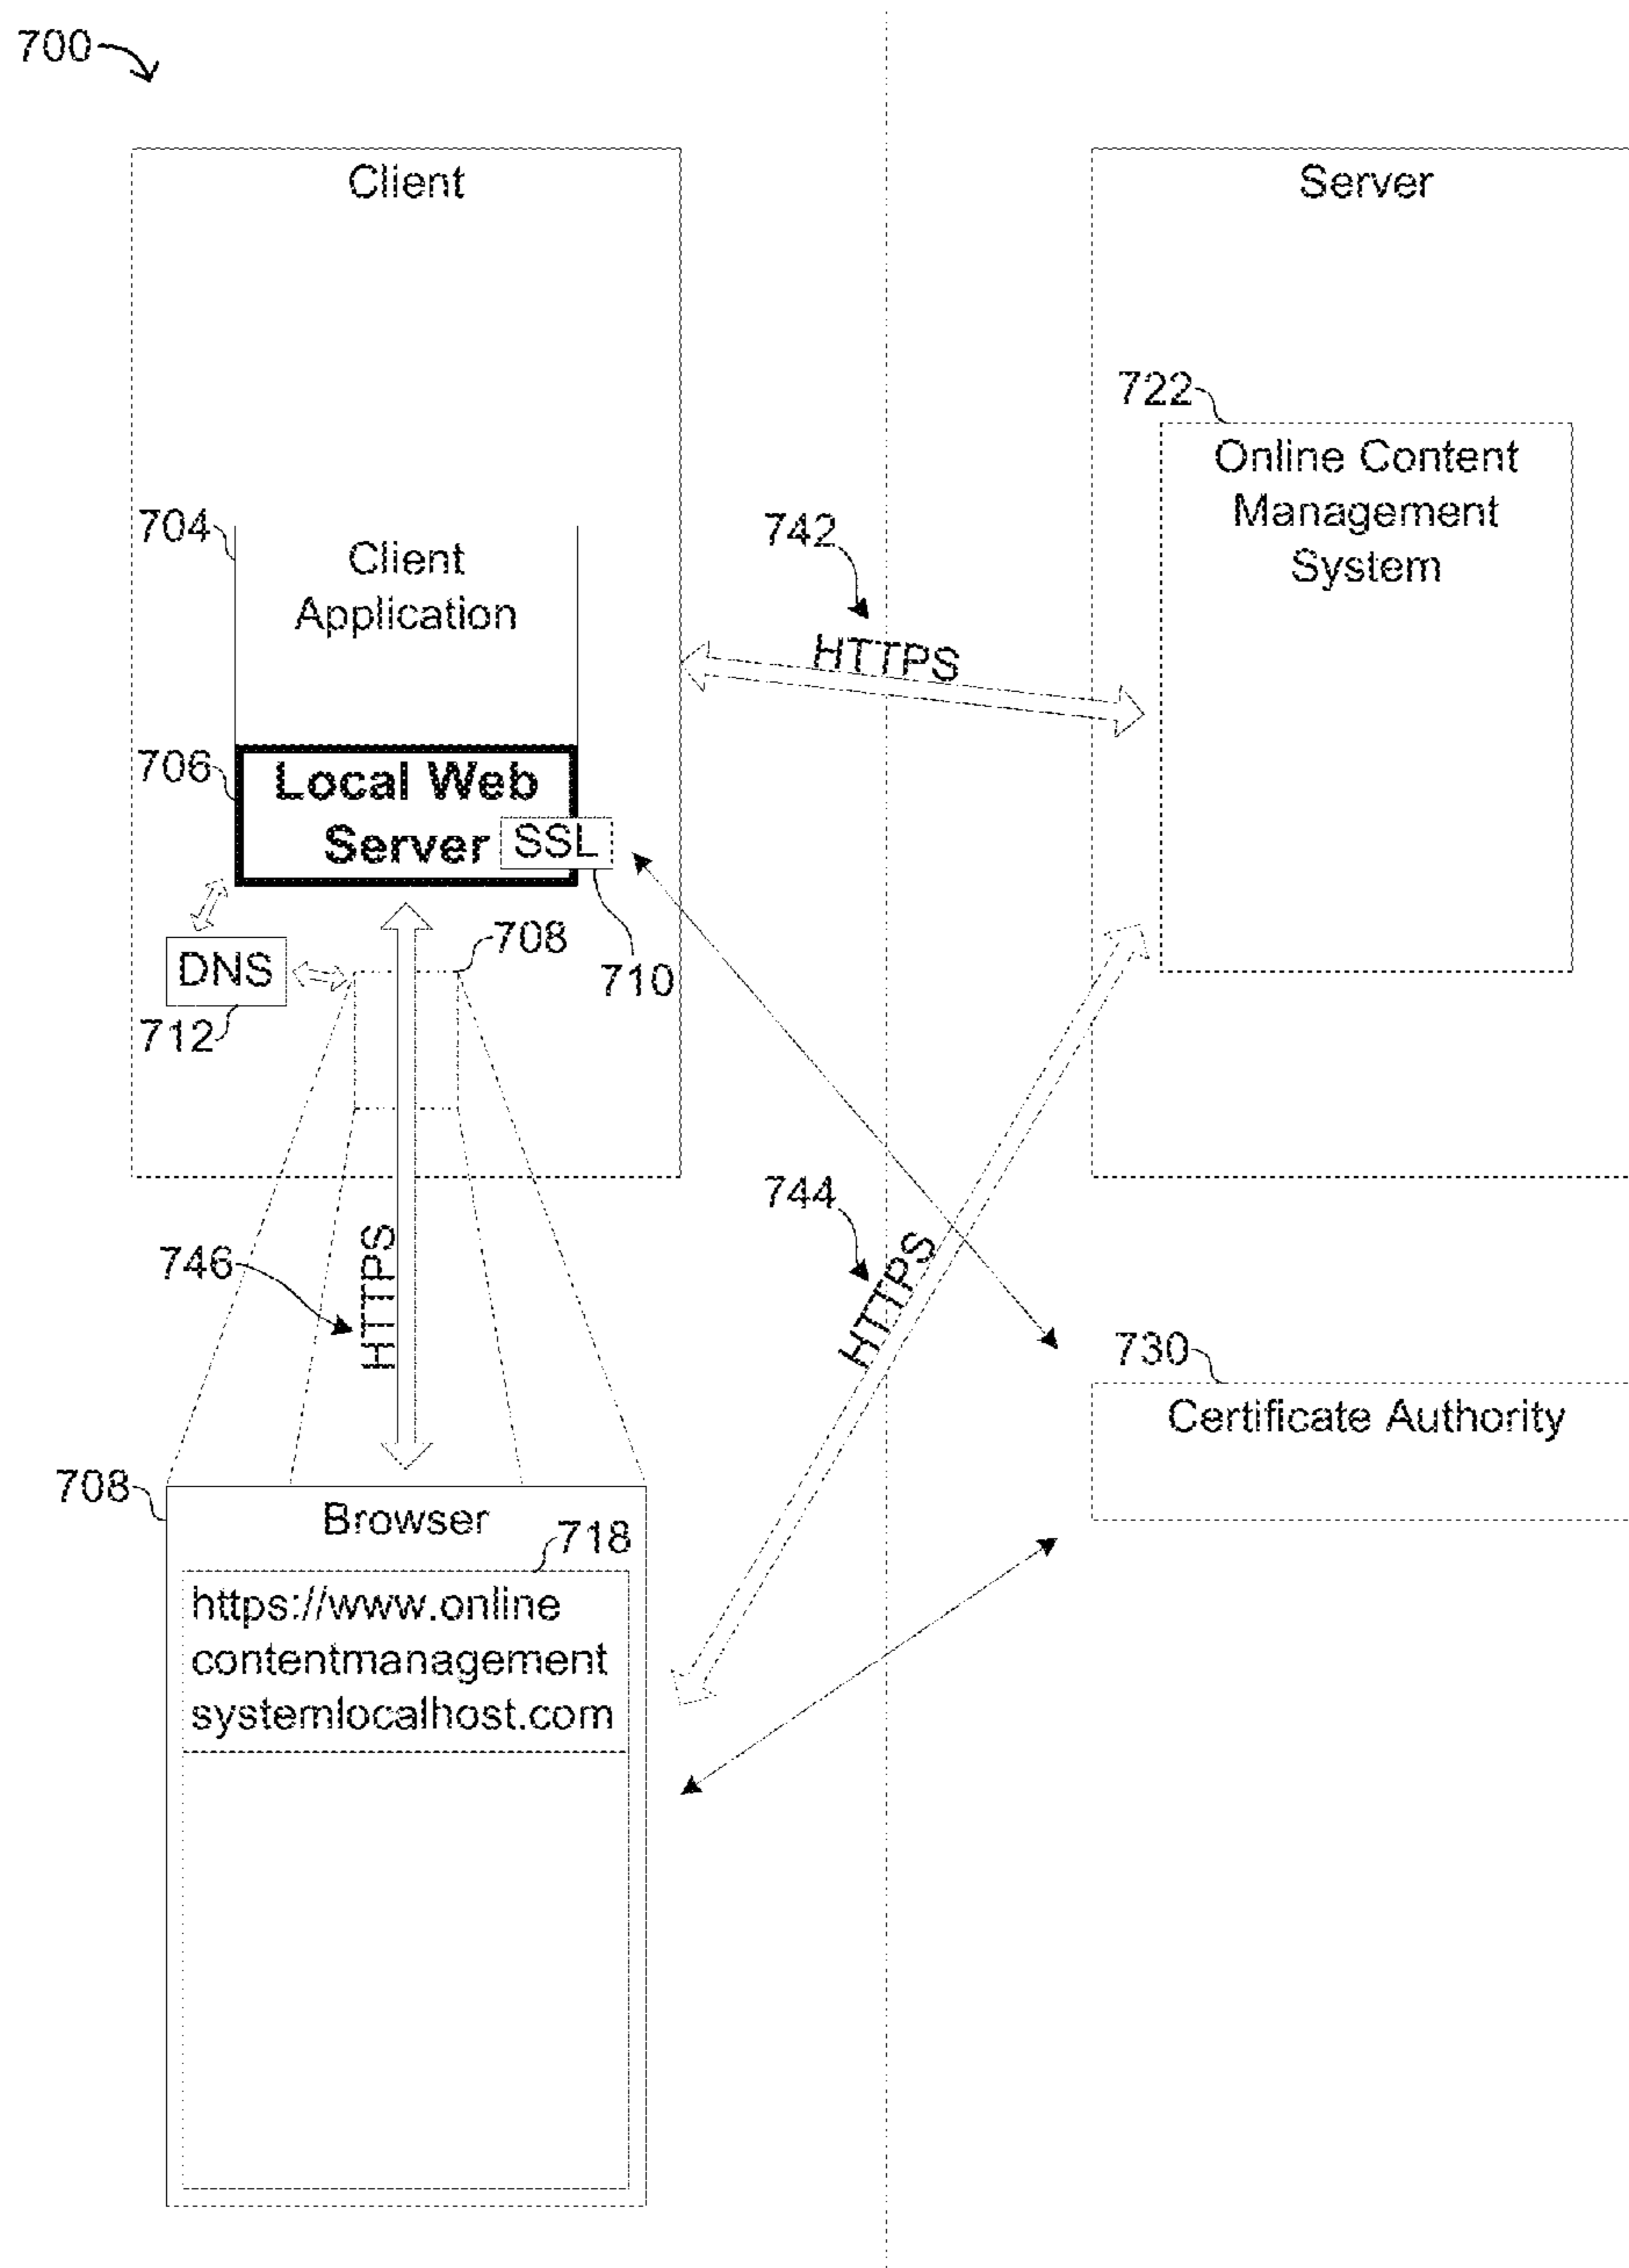 700
Client
Server
722
Online Content
Management
System
704
Client
Application
742
HTTPS
706
Local Web
Server
SSL
708
710
DNS
712
744
HTTPS
746
HTTPS
730
Certificate Authority
708
Browser
718
https://www.online
contentmanagement
systemlocalhost.com